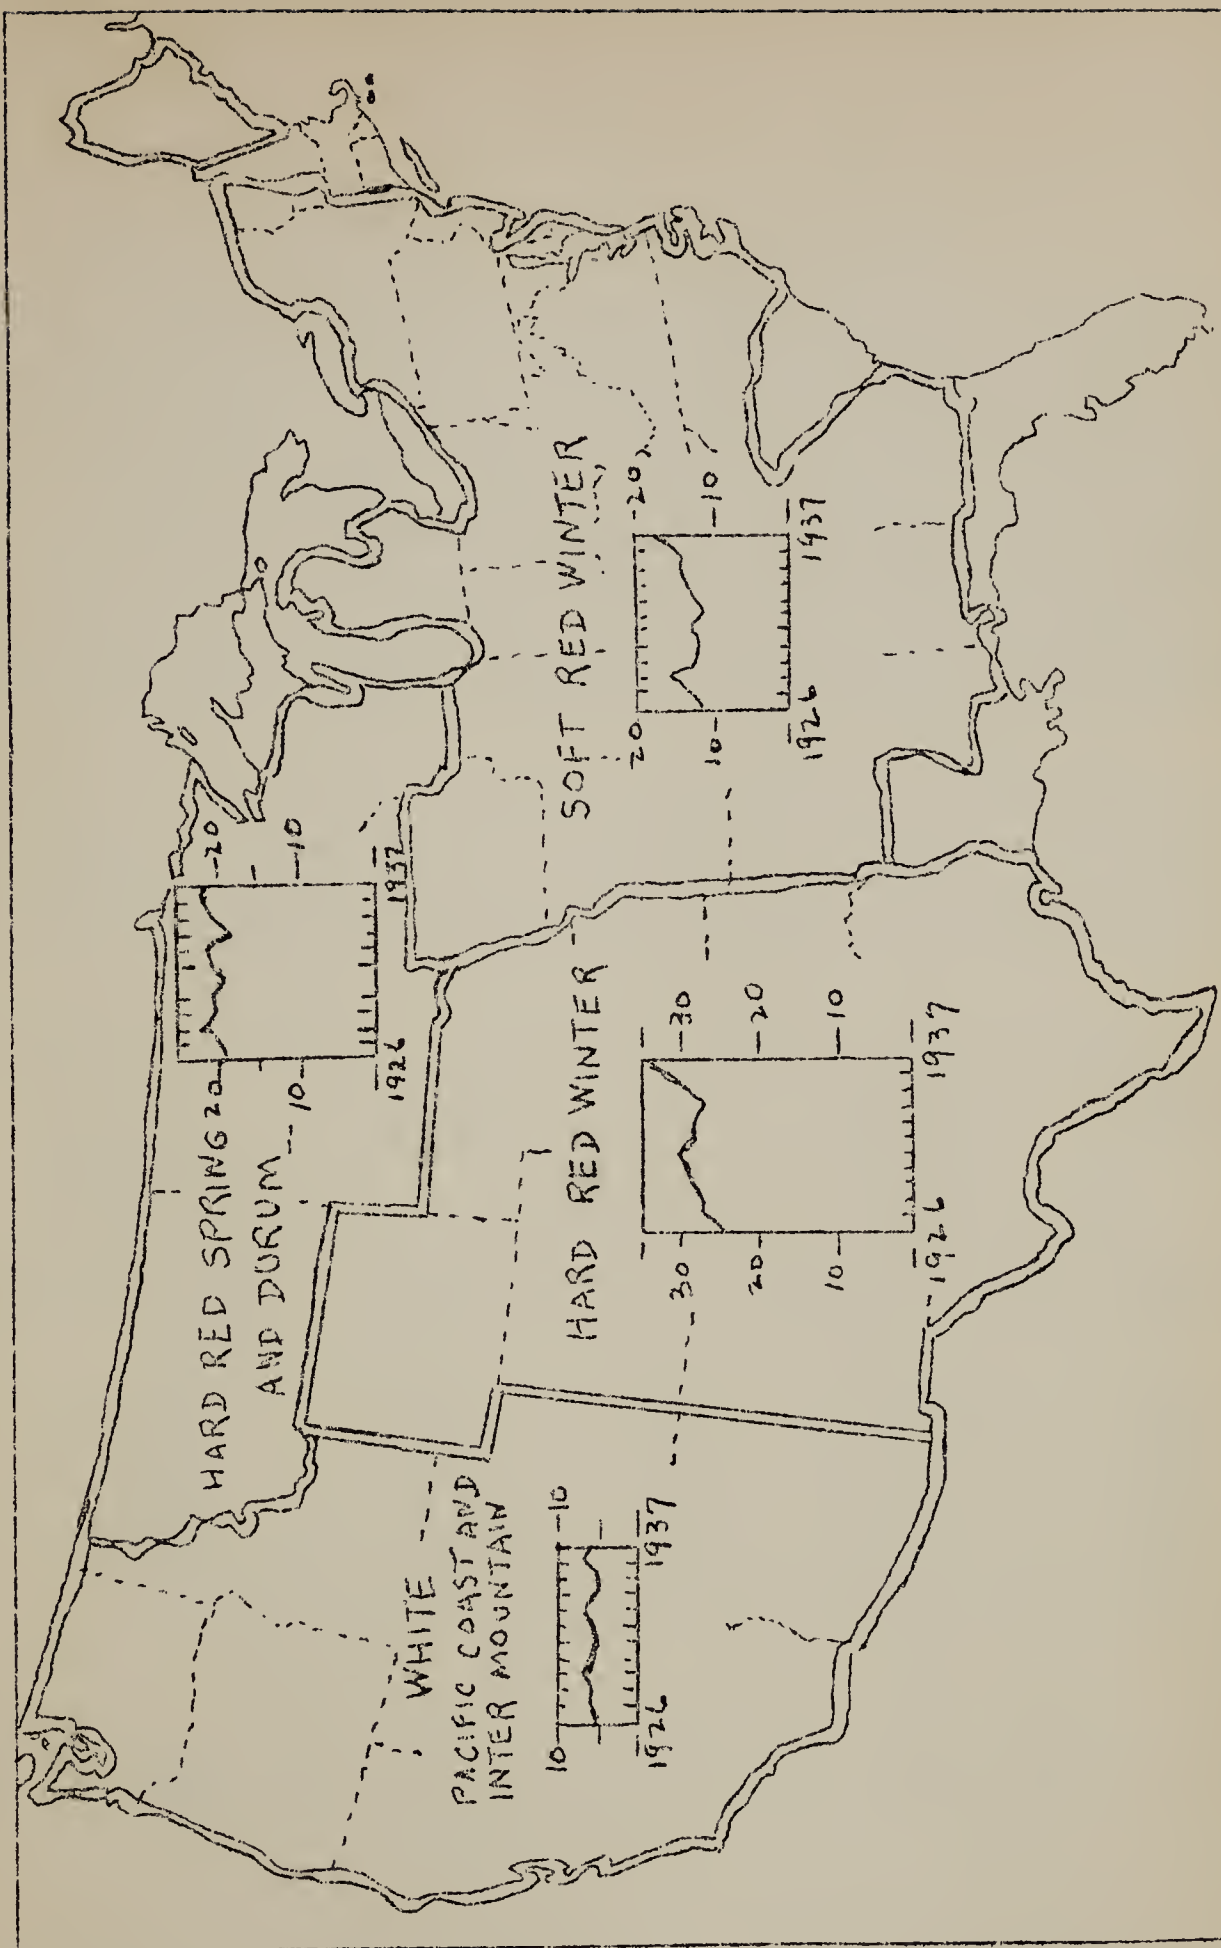 HARD RED SPRING
AND DURUM
20 - - 20
10 - - 10
1926 1937
WHITE
PACIFIC COAST AND
INTER MOUNTAIN
10 - - 10
1926 1937
HARD RED WINTER
30 - - 30
20 - - 20
10 - - 10
1926 1937
SOFT RED WINTER
20 - - 20
10 - - 10
1926 1937